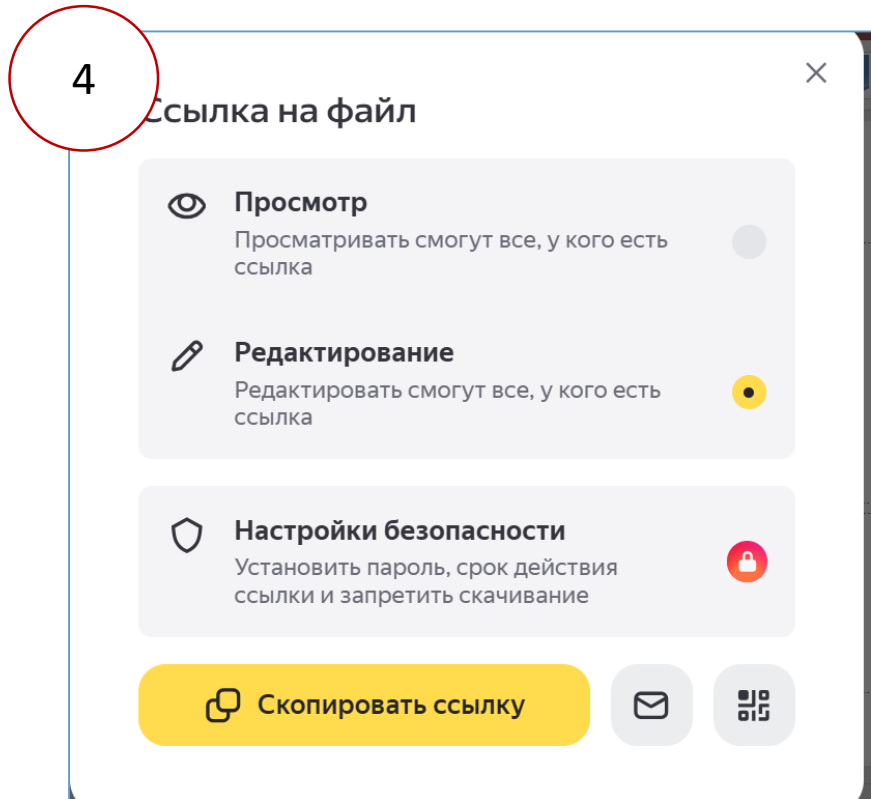 4
Ссылка на файл
Просмотр
Просматривать смогут все, у кого есть
ссылка
Редактирование
Редактировать смогут все, у кого есть
ссылка
Настройки безопасности
Установить пароль, срок действия
ссылки и запретить скачивание
Скопировать ссылку